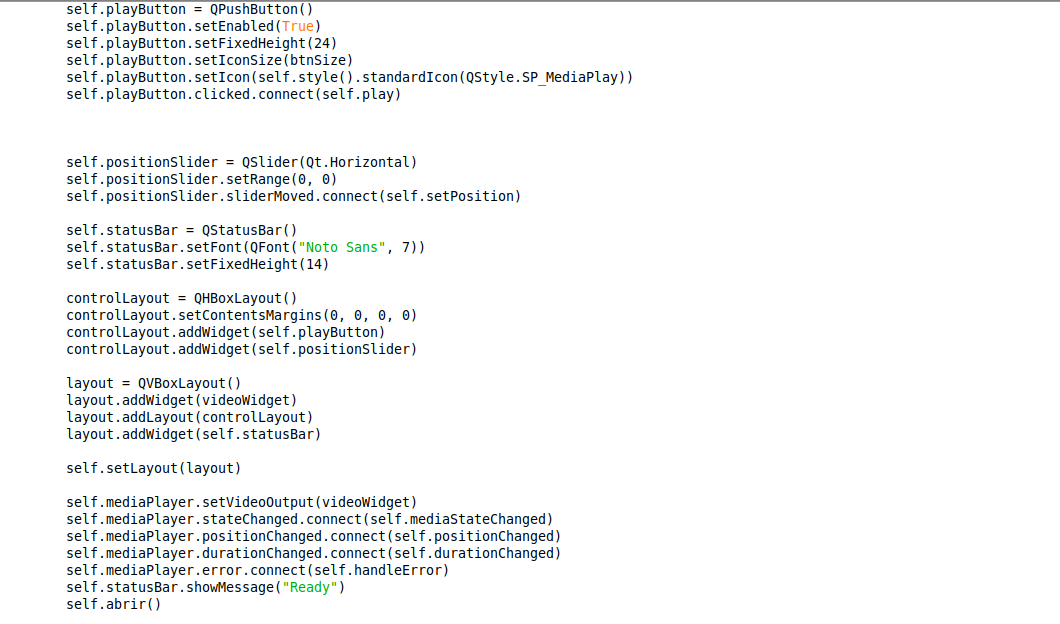 self.playButton = QPushButton()
self.playButton.setEnabled(True)
self.playButton.setFixedHeight(24)
self.playButton.setIconSize(btnSize)
self.playButton.setIcon(self.style().standardIcon(QStyle.SP_MediaPlay))
self.playButton.clicked.connect(self.play)
self.positionSlider = QSlider(Qt.Horizontal)
self.positionSlider.setRange(0, 0)
self.positionSlider.sliderMoved.connect(self.setPosition)
self.statusBar = QStatusBar()
self.statusBar.setFont(QFont("Noto Sans", 7))
self.statusBar.setFixedHeight(14)
controlLayout = QHBoxLayout()
controlLayout.setContentsMargins(0, 0, 0, 0)
controlLayout.addWidget(self.playButton)
controlLayout.addWidget(self.positionSlider)
layout = QVBoxLayout()
layout.addWidget(videoWidget)
layout.addLayout(controlLayout)
layout.addWidget(self.statusBar)
self.setLayout(layout)
self.mediaPlayer.setVideoOutput(videoWidget)
self.mediaPlayer.stateChanged.connect(self.mediaStateChanged)
self.mediaPlayer.positionChanged.connect(self.positionChanged)
self.mediaPlayer.durationChanged.connect(self.durationChanged)
self.mediaPlayer.error.connect(self.handleError)
self.statusBar.showMessage("Ready")
self.abrir()